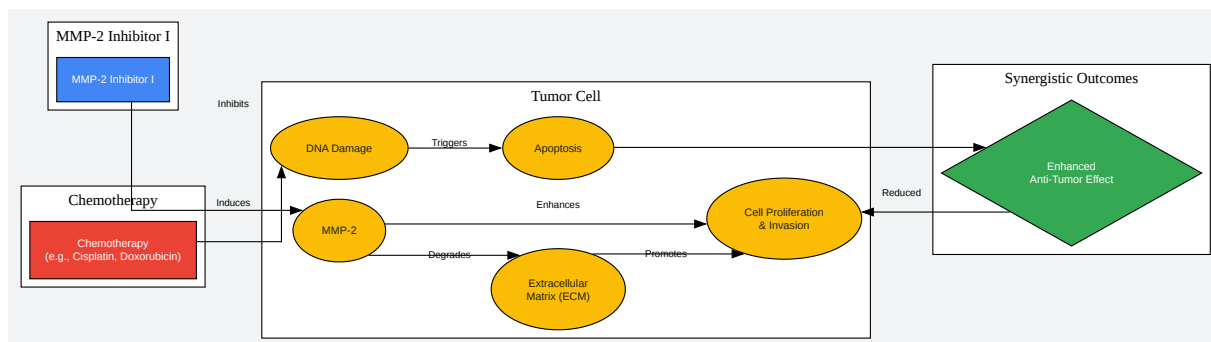 MMP-2 Inhibitor I
MMP-2 Inhibitor I
Inhibits
Chemotherapy
Chemotherapy
(e.g., Cisplatin, Doxorubicin)
Induces
Tumor Cell
DNA Damage
Triggers
Apoptosis
MMP-2
Enhances
Cell Proliferation
& Invasion
Degrades
Promotes
Extracellular
Matrix (ECM)
Reduced
Synergistic Outcomes
Enhanced
Anti-Tumor Effect